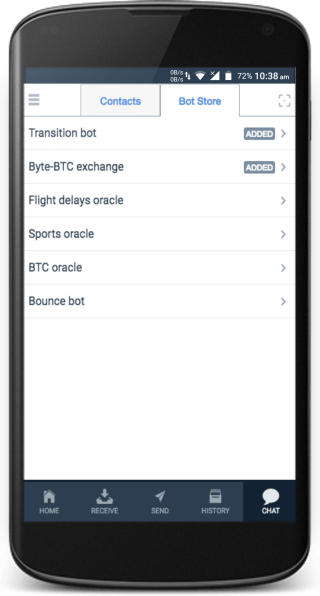 0B/s
0B/s
72% 10:38 am
Contacts
Bot Store
Transition bot ADDED
Byte-BTC exchange ADDED
Flight delays oracle
Sports oracle
BTC oracle
Bounce bot
HOME RECEIVE SEND HISTORY CHAT